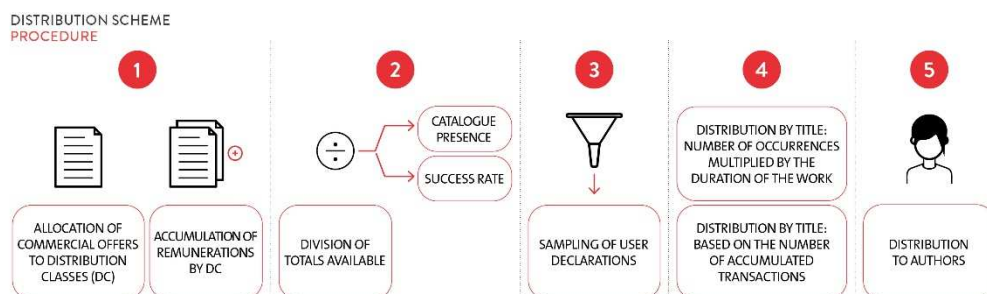 DISTRIBUTION SCHEME
PROCEDURE
1
2
3
4
5
CATALOGUE
PRESENCE
SUCCESS RATE
DISTRIBUTION BY TITLE:
NUMBER OF OCCURRENCES
MULTIPLIED BY THE
DURATION OF THE WORK
ALLOCATION OF
COMMERCIAL OFFERS
TO DISTRIBUTION
CLASSES (DC)
ACCUMULATION OF
REMUNERATIONS
BY DC
DIVISION OF
TOTALS AVAILABLE
SAMPLING OF USER
DECLARATIONS
DISTRIBUTION BY TITLE:
BASED ON THE NUMBER
OF ACCUMULATED
TRANSACTIONS
DISTRIBUTION
TO AUTHORS